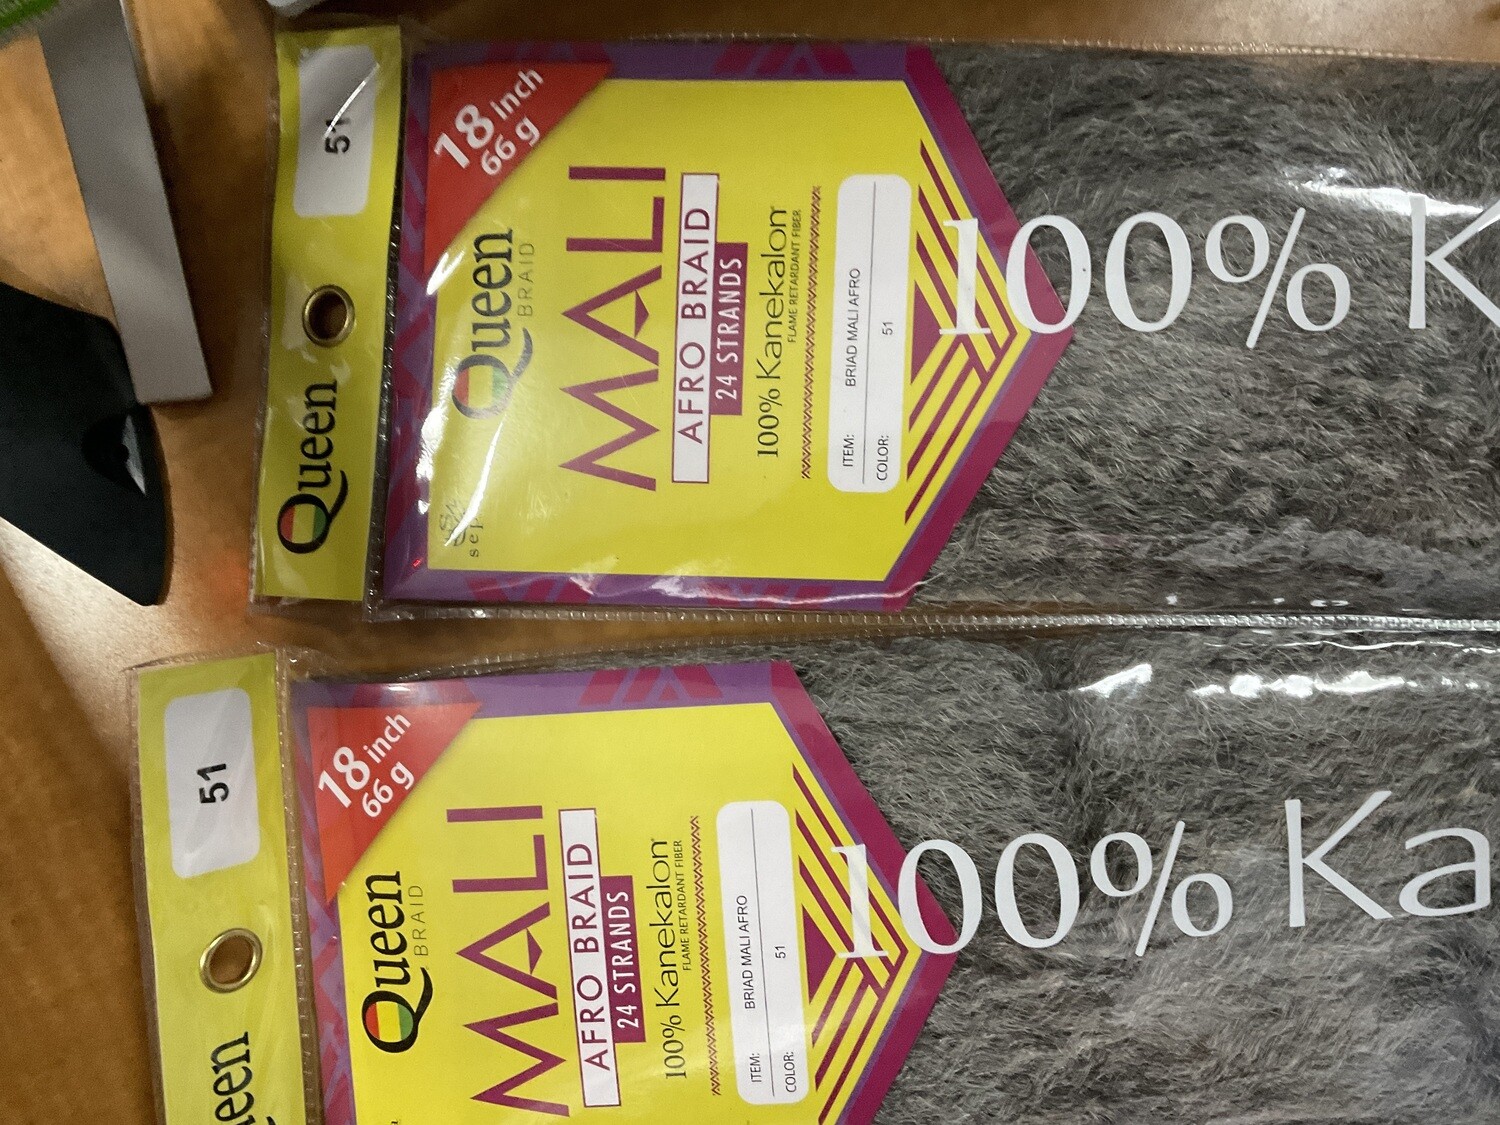 51
Queen
18 inch
66 g
Queen
BRAID
MALI
AFRO BRAID
24 STRANDS
100% Kanekalon
FLAME RETARDANT FIBER
ITEM: BRIAD MALI AFRO
COLOR: 51
100% K
51
ueen
18 inch
66 g
Queen
BRAID
MALI
AFRO BRAID
24 STRANDS
100% Kanekalon
FLAME RETARDANT FIBER
ITEM: BRIAD MALI AFRO
COLOR: 51
100% Ka